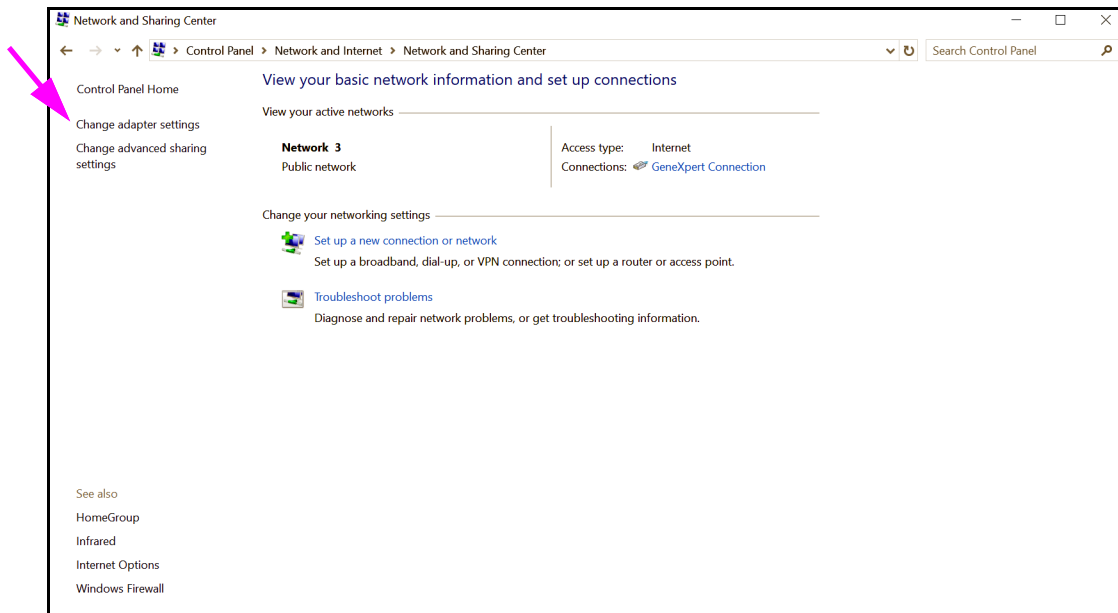 Network and Sharing Center
Control Panel > Network and Internet > Network and Sharing Center
Search Control Panel
Control Panel Home
Change adapter settings
Change advanced sharing
settings
View your basic network information and set up connections
View your active networks
Network 3
Public network
Access type: Internet
Connections: GeneXpert Connection
Change your networking settings
Set up a new connection or network
Set up a broadband, dial-up, or VPN connection; or set up a router or access point.
Troubleshoot problems
Diagnose and repair network problems, or get troubleshooting information.
See also
HomeGroup
Infrared
Internet Options
Windows Firewall